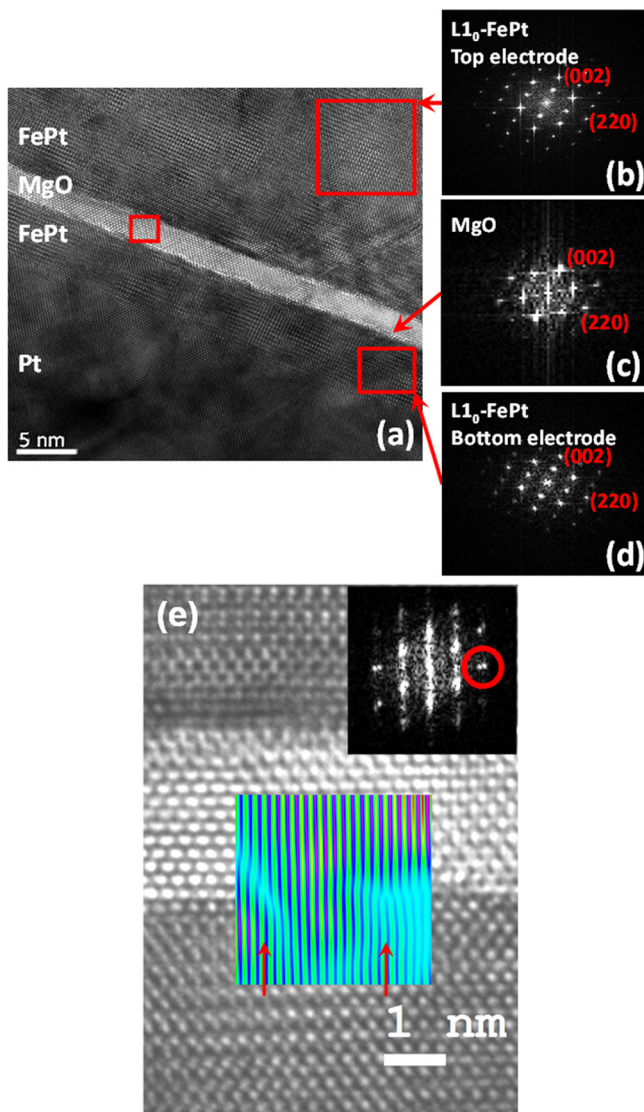 FePt
MgO
FePt
Pt
5 nm
(a)
L1₀-FePt
Top electrode
(002)
(220)
(b)
MgO
(002)
(220)
(c)
L1₀-FePt
Bottom electrode
(002)
(220)
(d)
(e)
1 nm